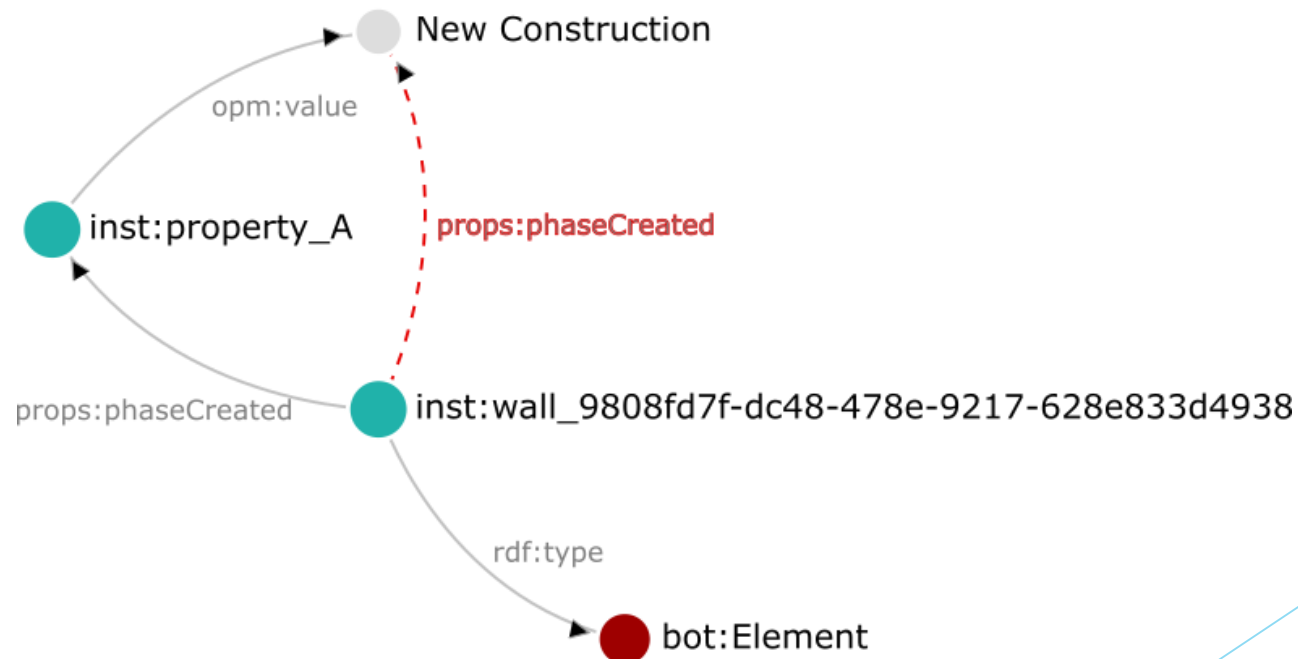 New Construction
opm:value
inst:property_A
props:phaseCreated
props:phaseCreated
inst:wall_9808fd7f-dc48-478e-9217-628e833d4938
rdf:type
bot:Element